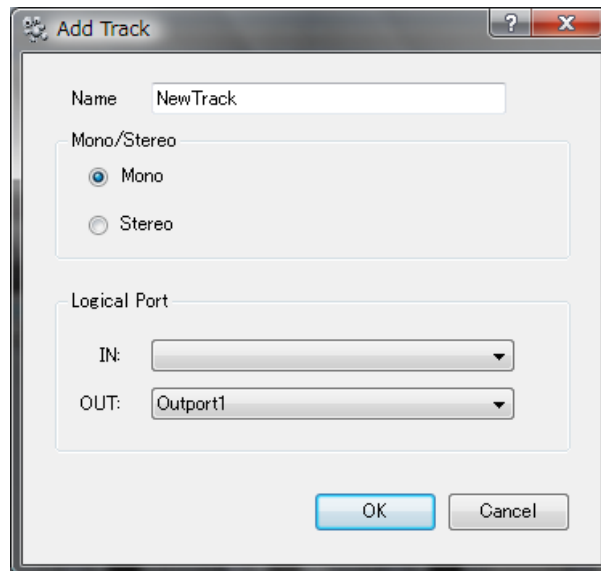 Add Track
?
Name NewTrack
Mono/Stereo
Mono
Stereo
Logical Port
IN:
OUT: Outport1
OK Cancel